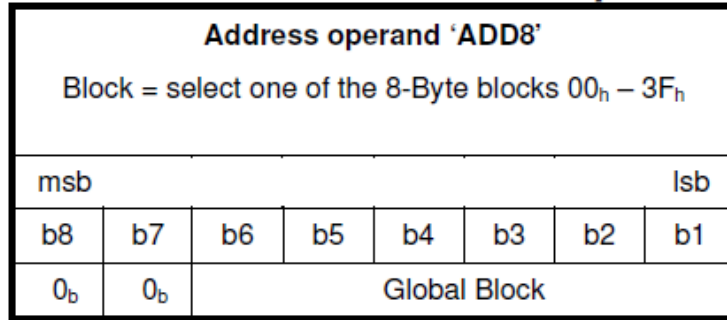 Address operand ‘ADD8’
Block = select one of the 8-Byte blocks 00h – 3Fh
msb lsb
b8 b7 b6 b5 b4 b3 b2 b1
0b 0b Global Block